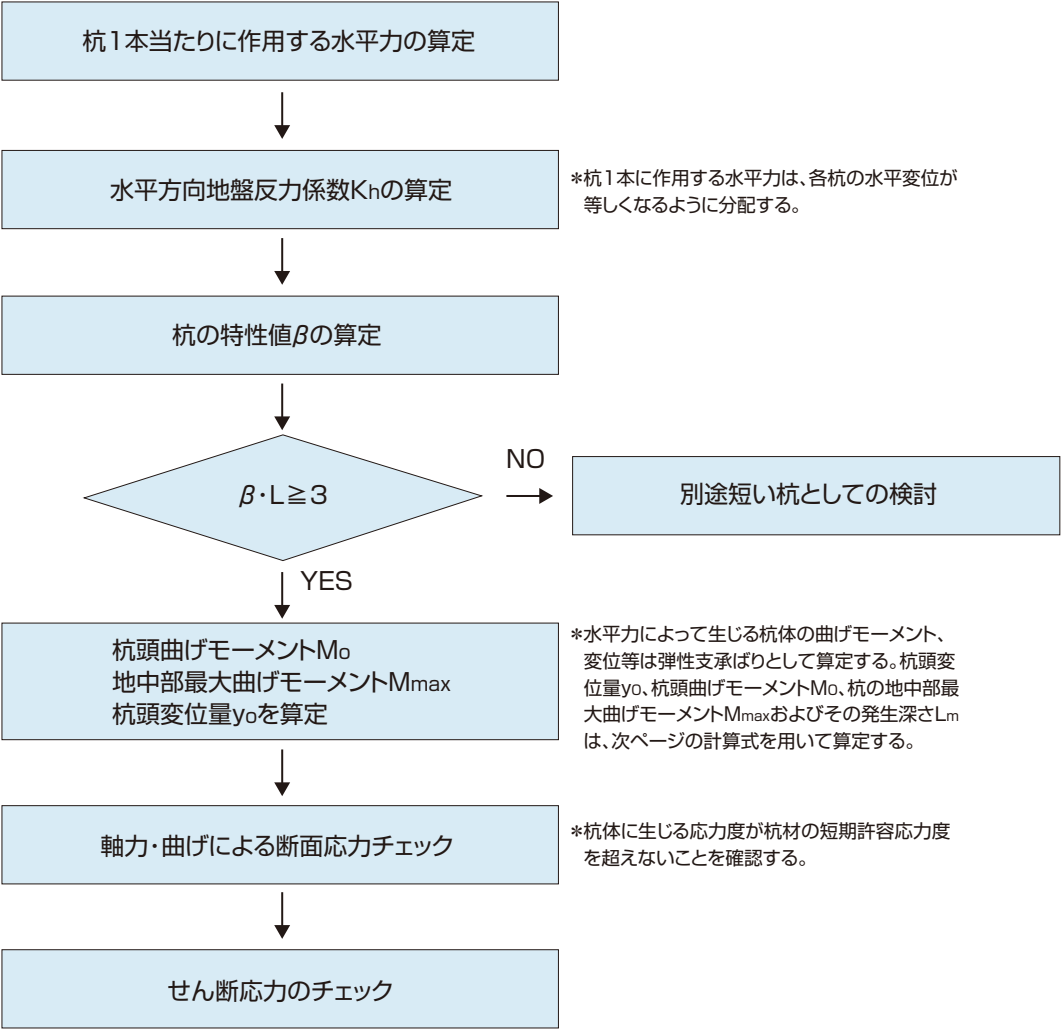 杭1本当たりに作用する水平力の算定
水平方向地盤反力係数Khの算定
*杭1本に作用する水平力は、各杭の水平変位が
等しくなるように分配する。
杭の特性値βの算定
β・L≧3
NO
別途短い杭としての検討
YES
杭頭曲げモーメントMo
地中部最大曲げモーメントMmax
杭頭変位量yoを算定
*水平力によって生じる杭体の曲げモーメント、
変位等は弾性支承ばりとして算定する。杭頭変
位量yo、杭頭曲げモーメントMo、杭の地中部最
大曲げモーメントMmaxおよびその発生深さLm
は、次ページの計算式を用いて算定する。
軸力・曲げによる断面応力チェック
*杭体に生じる応力度が杭材の短期許容応力度
を超えないことを確認する。
せん断応力のチェック